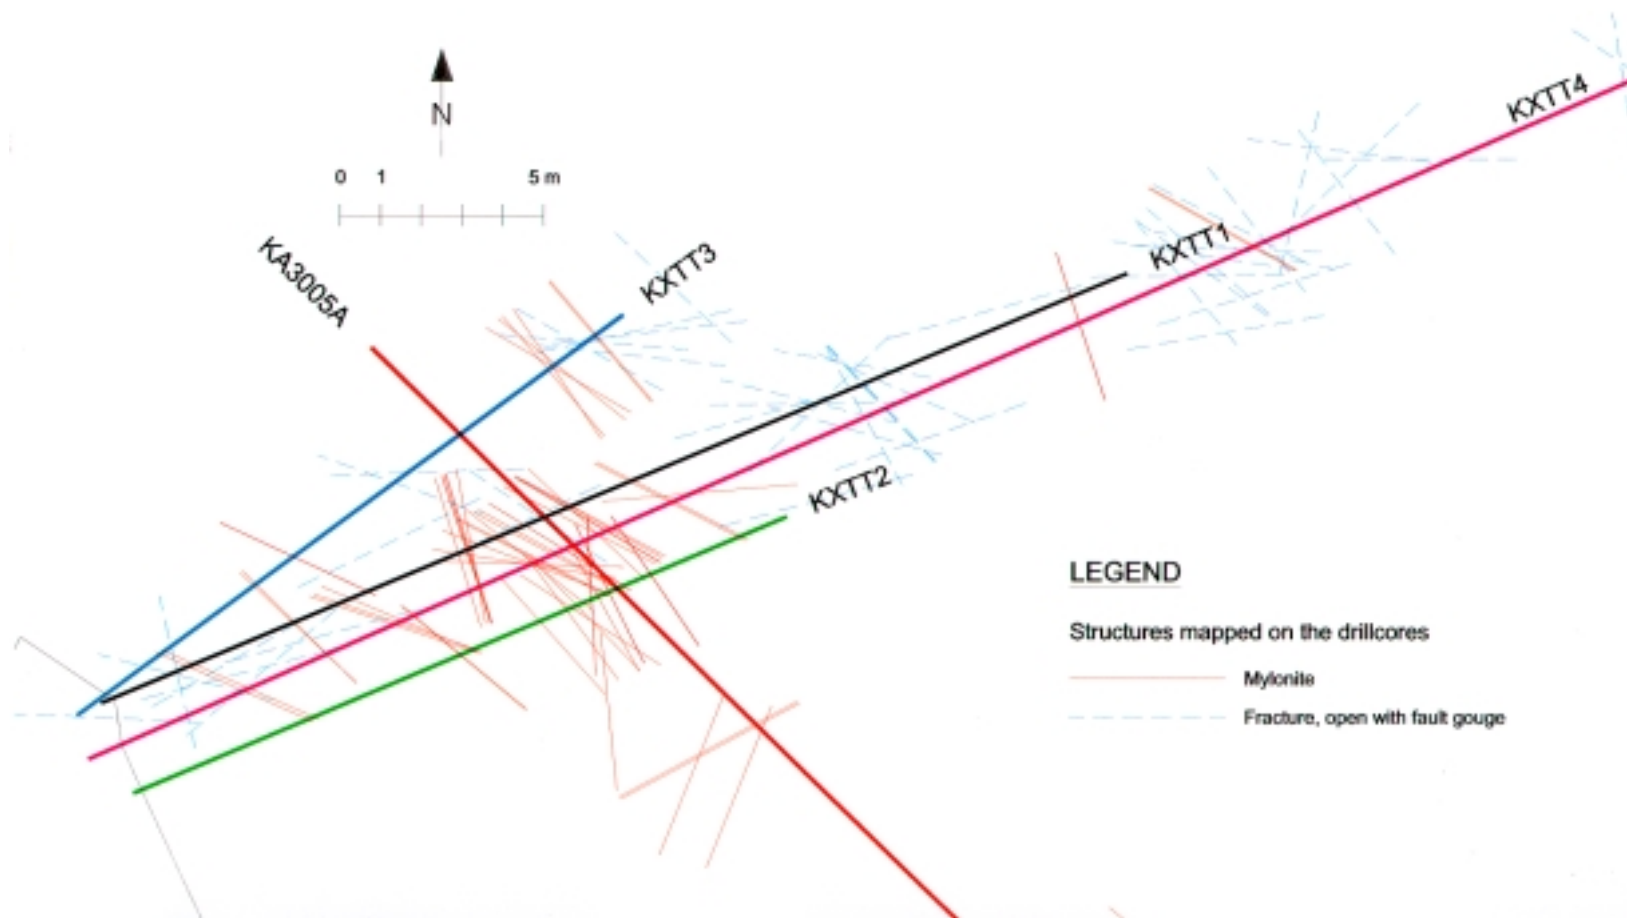 KXTT4
N
0 1 5 m
KXTT1
KXTT3
KA3005A
KXTT2
LEGEND
Structures mapped on the drillcores
Mylonite
Fracture, open with fault gouge